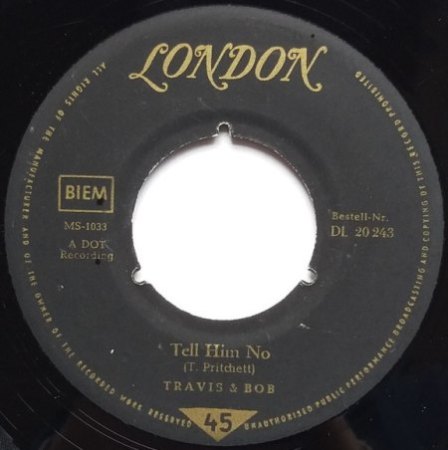 LONDON
BIEM
MS-1033
A DOT
Recording
Bestell-Nr.
DL 20 243
Tell Him No
(T. Pritchett)
TRAVIS & BOB
45
ALL RIGHTS OF THE MANUFACTURER AND OF THE OWNER OF THE RECORDED WORK RESERVED
UNAUTHORISED PUBLIC PERFORMANCE BROADCASTING AND COPYING OF THIS RECORD PROHIBITED